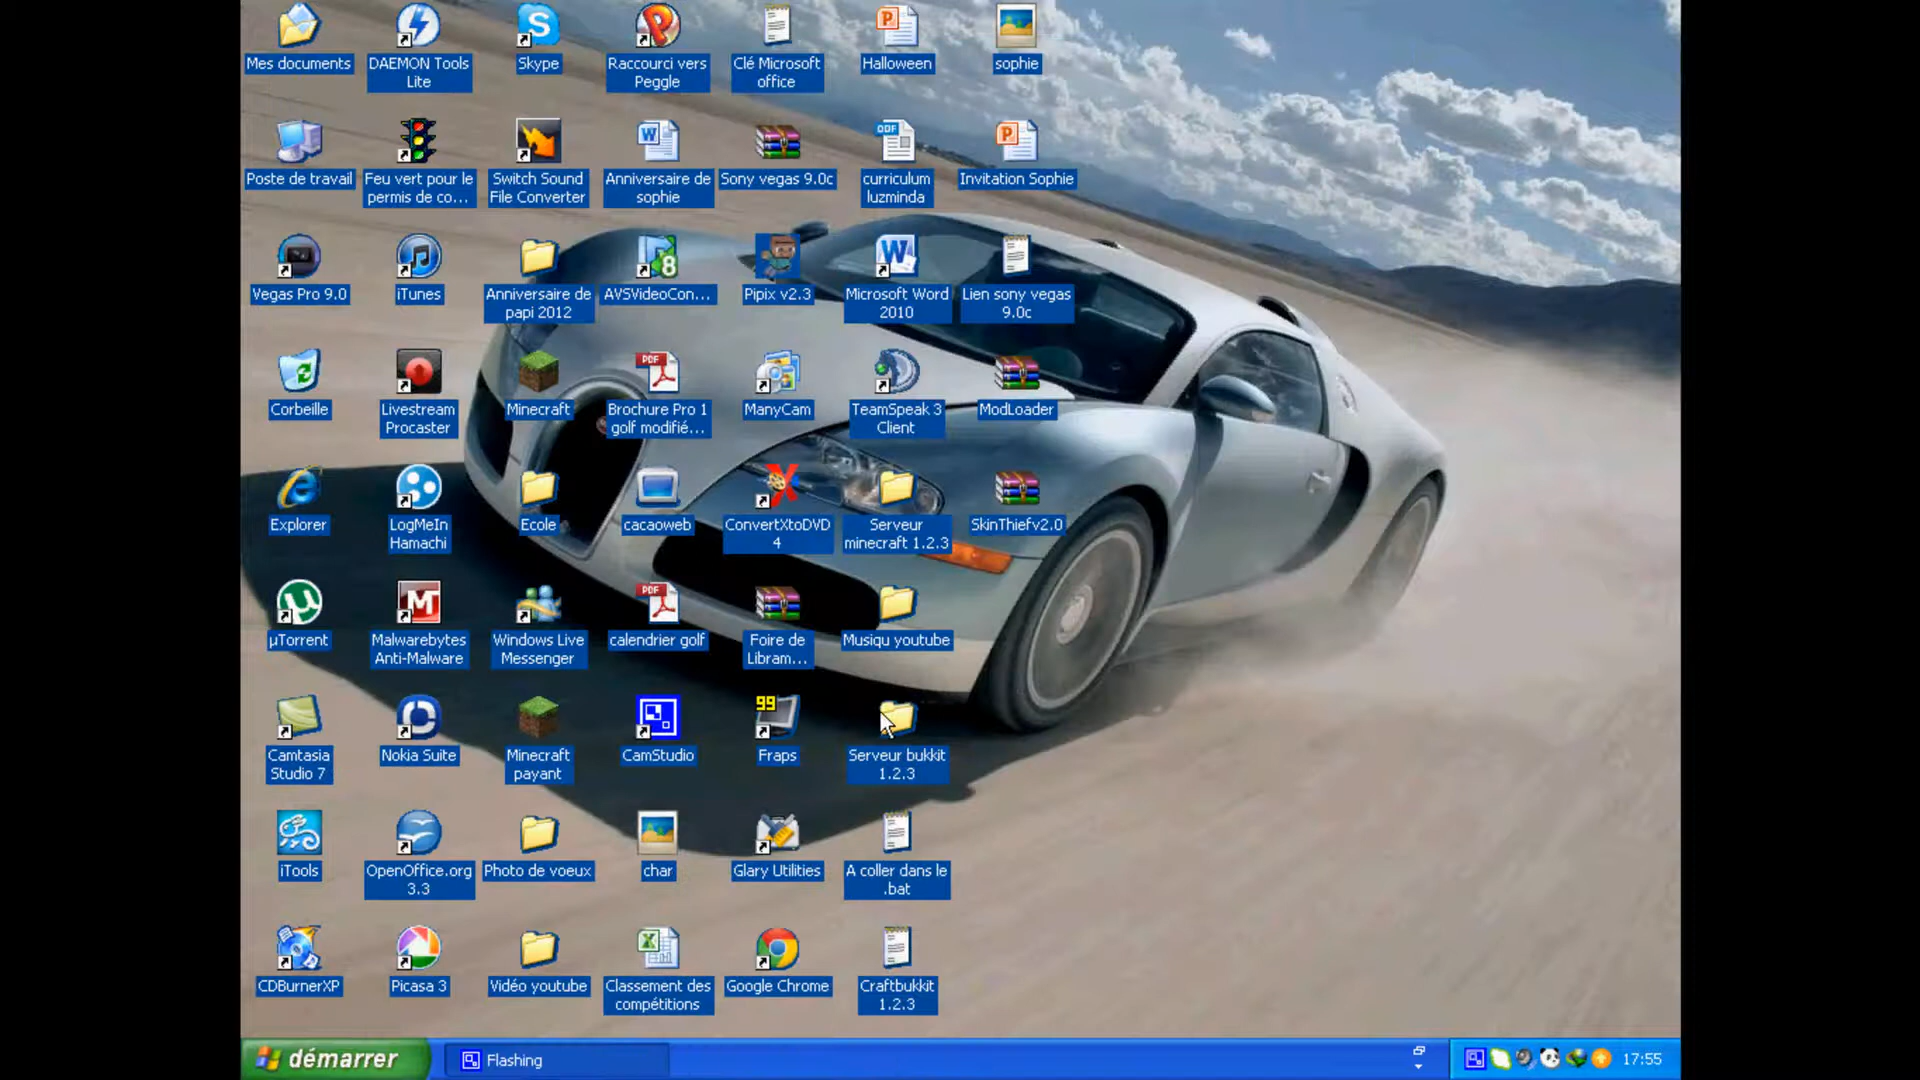 Mes documents
DAEMON Tools
Lite
Skype
Raccourci vers
Peggle
Clé Microsoft
office
Halloween
sophie
Poste de travail
Feu vert pour le
permis de co...
Switch Sound
File Converter
Anniversaire de
sophie
Sony vegas 9.0c
curriculum
luzminda
Invitation Sophie
Vegas Pro 9.0
iTunes
Anniversaire de
papi 2012
AVSVideoCon...
Pipix v2.3
Microsoft Word
2010
Lien sony vegas
9.0c
Corbeille
Livestream
Procaster
Minecraft
Brochure Pro 1
golf modifié...
ManyCam
TeamSpeak 3
Client
ModLoader
Explorer
LogMeIn
Hamachi
Ecole
cacaoweb
ConvertXtoDVD
4
Serveur
minecraft 1.2.3
SkinThiefv2.0
µTorrent
Malwarebytes
Anti-Malware
Windows Live
Messenger
calendrier golf
Foire de
Libram...
Musiqu youtube
Camtasia
Studio 7
Nokia Suite
Minecraft
payant
CamStudio
99
Fraps
Serveur bukkit
1.2.3
iTools
OpenOffice.org
3.3
Photo de voeux
char
Glary Utilities
A coller dans le
.bat
CDBurnerXP
Picasa 3
Vidéo youtube
Classement des
compétitions
Google Chrome
Craftbukkit
1.2.3
démarrer
Flashing
17:55